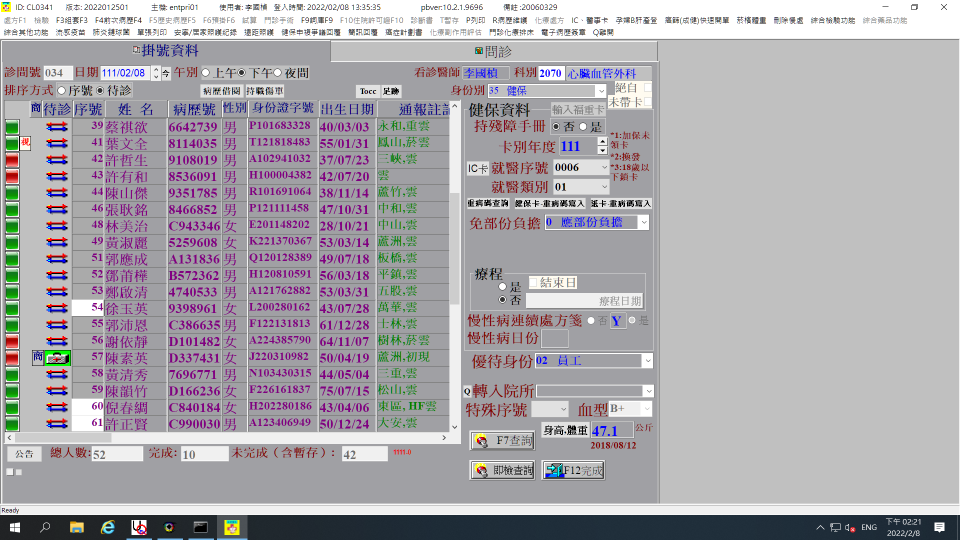 ID: CL0341 版本: 2022012501 主機: entpri01 使用者: 李國楨 登入時間: 2022/02/08 13:35:35 pbver:10.2.1.9696 備註:20060329
處方F1 檢驗 F3組套F3 F4前次病歷F4 F5歷史病歷F5 F6預掛F6 試算 門診手術 F9詞庫F9 F10住院許可證F10 診斷書 T暫存 P列印 R病歷維護 化療處方 IC、醫事卡 孕婦B肝產登 癌篩(成健)快速開單 菸檳體重 刪除優處 綜合檢驗功能 綜合藥品功能
綜合其他功能 流感疫苗 肺炎鏈球菌 單張列印 安寧/居家照護紀錄 遠距照護 健保申複爭議回覆 簡訊回覆 癌症計劃書 化療副作用評估 門診化療排床 電子病歷簽章 Q離開
掛號資料 問診
診間號 034 日期 111/02/08 今 午別 上午 下午 夜間 看診醫師 李國楨 科別 2070 心臟血管外科
排序方式 序號 待診 病歷借閱 持殘借單 Tocc 足跡 身份別 35 健保 絕自 未帶卡
商 待診 序號 姓 名 病歷號 性別 身份證字號 出生日期 通報註記
39 蔡祺欲 6642739 男 P101683328 40/03/03 永和,重雲
視 41 葉文全 8114035 男 T121818483 55/01/31 鳳山,菸雲
42 許哲生 9108019 男 A102941032 37/07/23 三峽,雲
43 許有和 8536091 男 H100004382 42/07/20 雲
44 陳山傑 9351785 男 R101691064 38/11/14 蘆竹,雲
46 張耿銘 8466852 男 P121111458 47/10/31 中和,雲
48 林美治 C943346 女 E201148202 28/10/21 中山,雲
49 黃淑麗 5259608 女 K221370367 53/03/14 蘆洲,雲
51 郭應成 A131836 男 Q120128389 49/07/18 板橋,雲
52 鄧莆樺 B572362 男 H120810591 56/03/18 平鎮,雲
53 鄭啟清 4740533 男 A121762882 53/03/31 五股,雲
54 徐玉英 9398961 女 L200280162 43/07/28 萬華,雲
55 郭沛恩 C386635 男 F122131813 61/12/28 士林,雲
56 謝依靜 D101482 女 A224385790 64/11/07 樹林,菸雲
商 57 陳素英 D337431 女 J220310982 50/04/19 蘆洲,初現
58 黃清秀 7696771 男 N103430315 44/05/04 三重,雲
59 陳韻竹 D166236 女 F226161837 75/07/15 松山,雲
60 倪春綢 C840184 女 H202280186 43/04/06 東區, HF雲
61 許正賢 C990030 男 A123406949 50/12/24 大安,雲
公告 總人數: 52 完成: 10 未完成（含暫存）: 42 1111-0
健保資料 輸入福重卡
持殘障手冊 否 是
卡別年度 111
*1:加保未領卡
*2:換發
*3:18歲以下鎖卡
IC卡 就醫序號 0006
就醫類別 01
重病碼查詢 健保卡-重病碼寫入 紙卡-重病碼寫入
免部份負擔 0 應部份負擔
療程
是 結束日
否 療程日期
慢性病連續處方箋 否 Y 是
慢性病日份
優待身份 02 員工
Q 轉入院所
特殊序號 血型 B+
F7查詢 身高.體重 47.1 公斤
2018/08/12
即檢查詢 F12完成
Ready
ENG 下午 02:21
2022/2/8